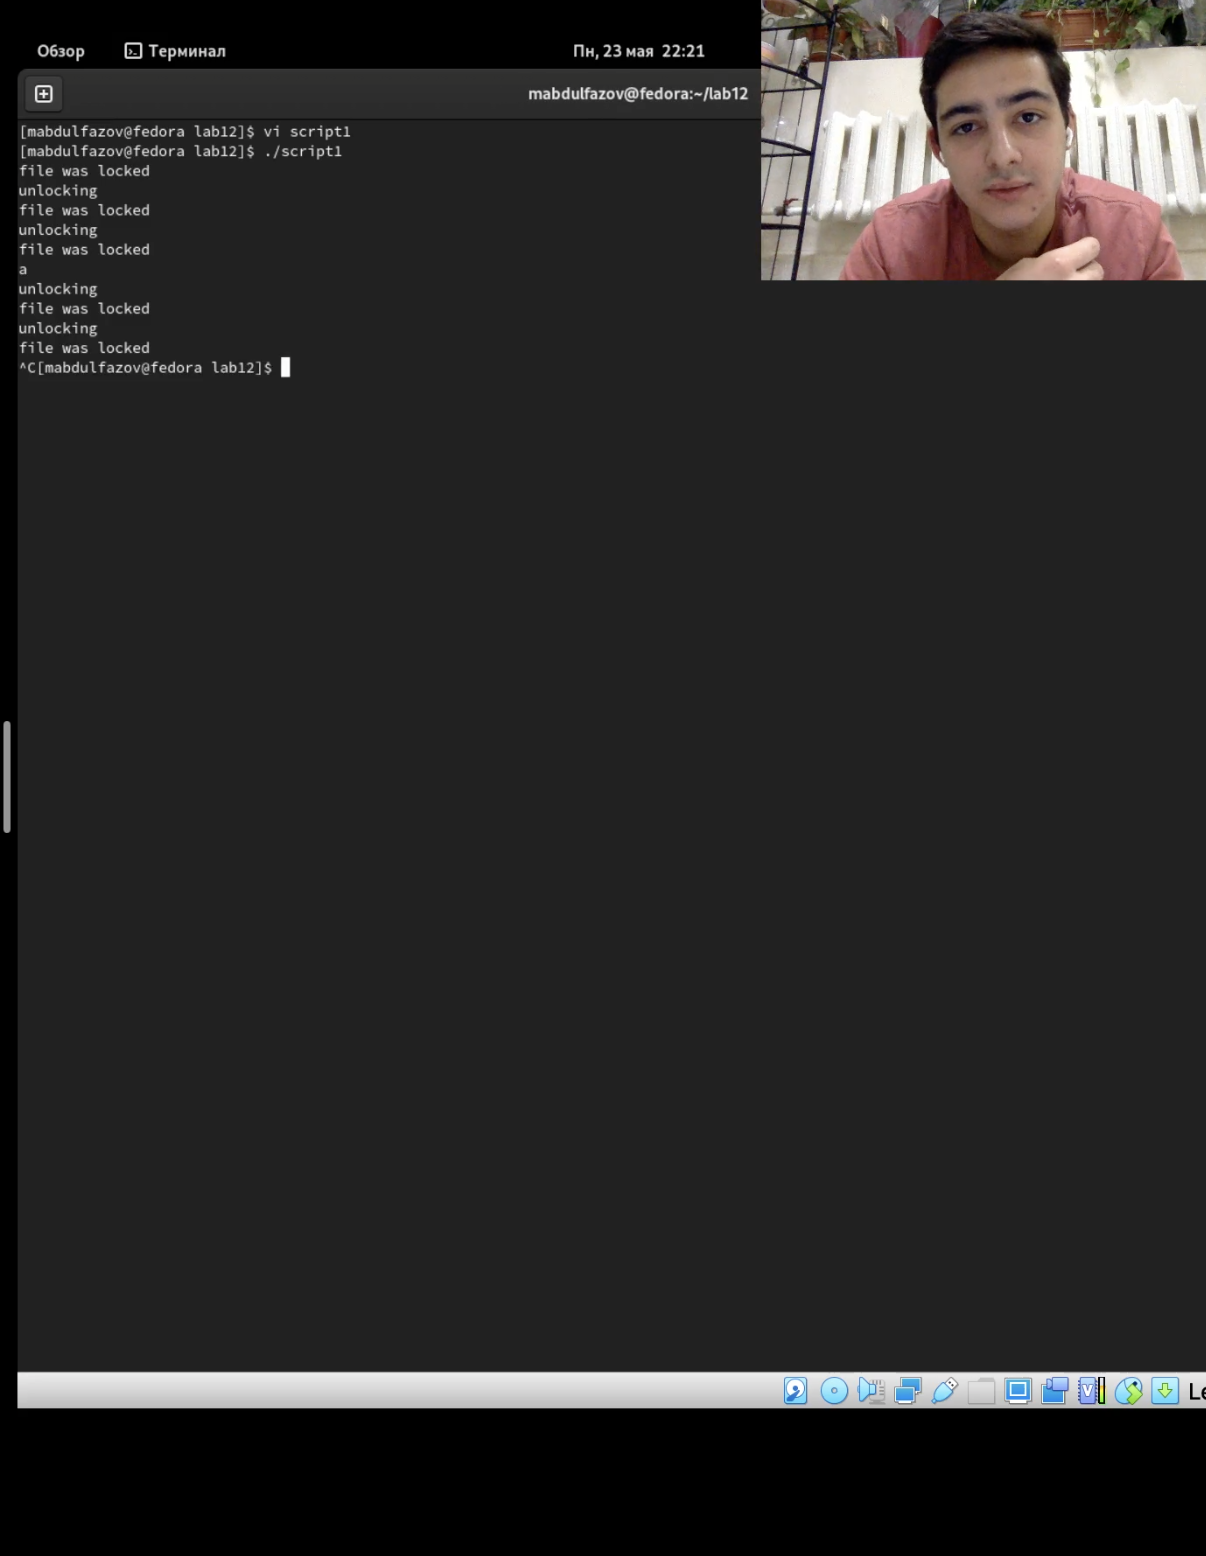 Обзор
Терминал
Пн, 23 мая 22:21
mabdulfazov@fedora:~/lab12
[mabdulfazov@fedora lab12]$ vi script1
[mabdulfazov@fedora lab12]$ ./script1
file was locked
unlocking
file was locked
unlocking
file was locked
a
unlocking
file was locked
unlocking
file was locked
^C[mabdulfazov@fedora lab12]$